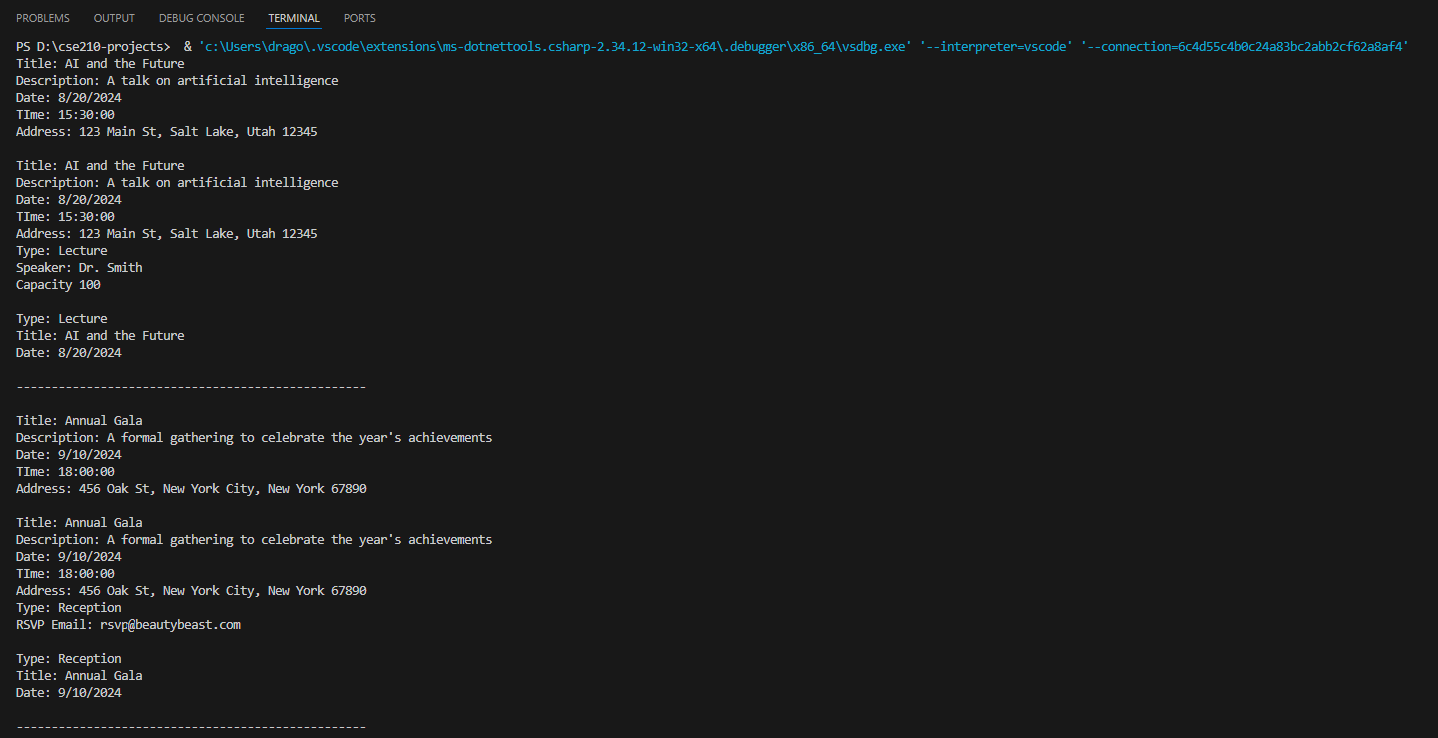 PROBLEMS OUTPUT DEBUG CONSOLE TERMINAL PORTS
PS D:\cse210-projects>  & 'c:\Users\drago\.vscode\extensions\ms-dotnettools.csharp-2.34.12-win32-x64\.debugger\x86_64\vsdbg.exe' '--interpreter=vscode' '--connection=6c4d55c4b0c24a83bc2abb2cf62a8af4'
Title: AI and the Future
Description: A talk on artificial intelligence
Date: 8/20/2024
TIme: 15:30:00
Address: 123 Main St, Salt Lake, Utah 12345

Title: AI and the Future
Description: A talk on artificial intelligence
Date: 8/20/2024
TIme: 15:30:00
Address: 123 Main St, Salt Lake, Utah 12345
Type: Lecture
Speaker: Dr. Smith
Capacity 100

Type: Lecture
Title: AI and the Future
Date: 8/20/2024

--------------------------------------------------

Title: Annual Gala
Description: A formal gathering to celebrate the year's achievements
Date: 9/10/2024
TIme: 18:00:00
Address: 456 Oak St, New York City, New York 67890

Title: Annual Gala
Description: A formal gathering to celebrate the year's achievements
Date: 9/10/2024
TIme: 18:00:00
Address: 456 Oak St, New York City, New York 67890
Type: Reception
RSVP Email: rsvp@beautybeast.com

Type: Reception
Title: Annual Gala
Date: 9/10/2024

--------------------------------------------------